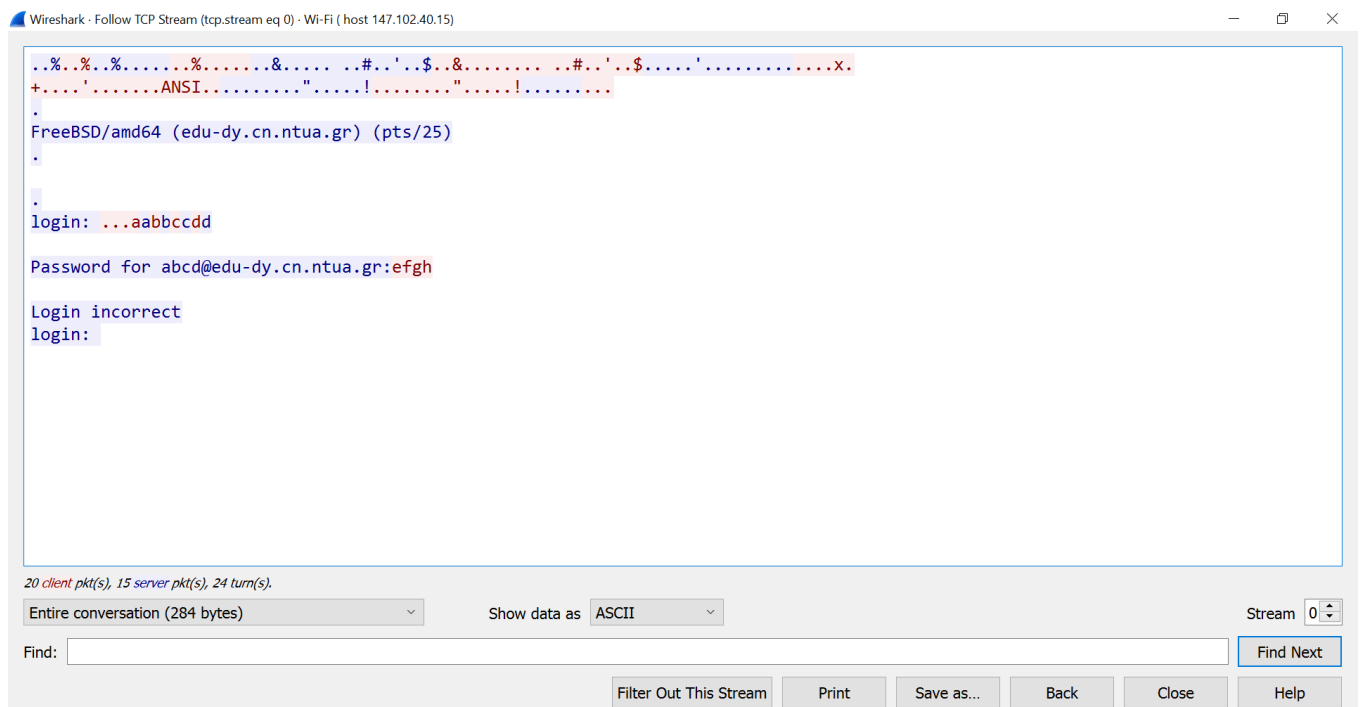 Wireshark · Follow TCP Stream (tcp.stream eq 0) · Wi-Fi ( host 147.102.40.15)
..%..%..%.......%.......&..... ..#..'..$..&........ ..#..'..$.....'.............x.
+....'.......ANSI..........".....!........".....!..........
.
FreeBSD/amd64 (edu-dy.cn.ntua.gr) (pts/25)
.
.
login: ...aabbccdd
Password for abcd@edu-dy.cn.ntua.gr:efgh
Login incorrect
login:
20 client pkt(s), 15 server pkt(s), 24 turn(s).
Entire conversation (284 bytes)
Show data as ASCII
Stream 0
Find:
Find Next
Filter Out This Stream
Print
Save as...
Back
Close
Help